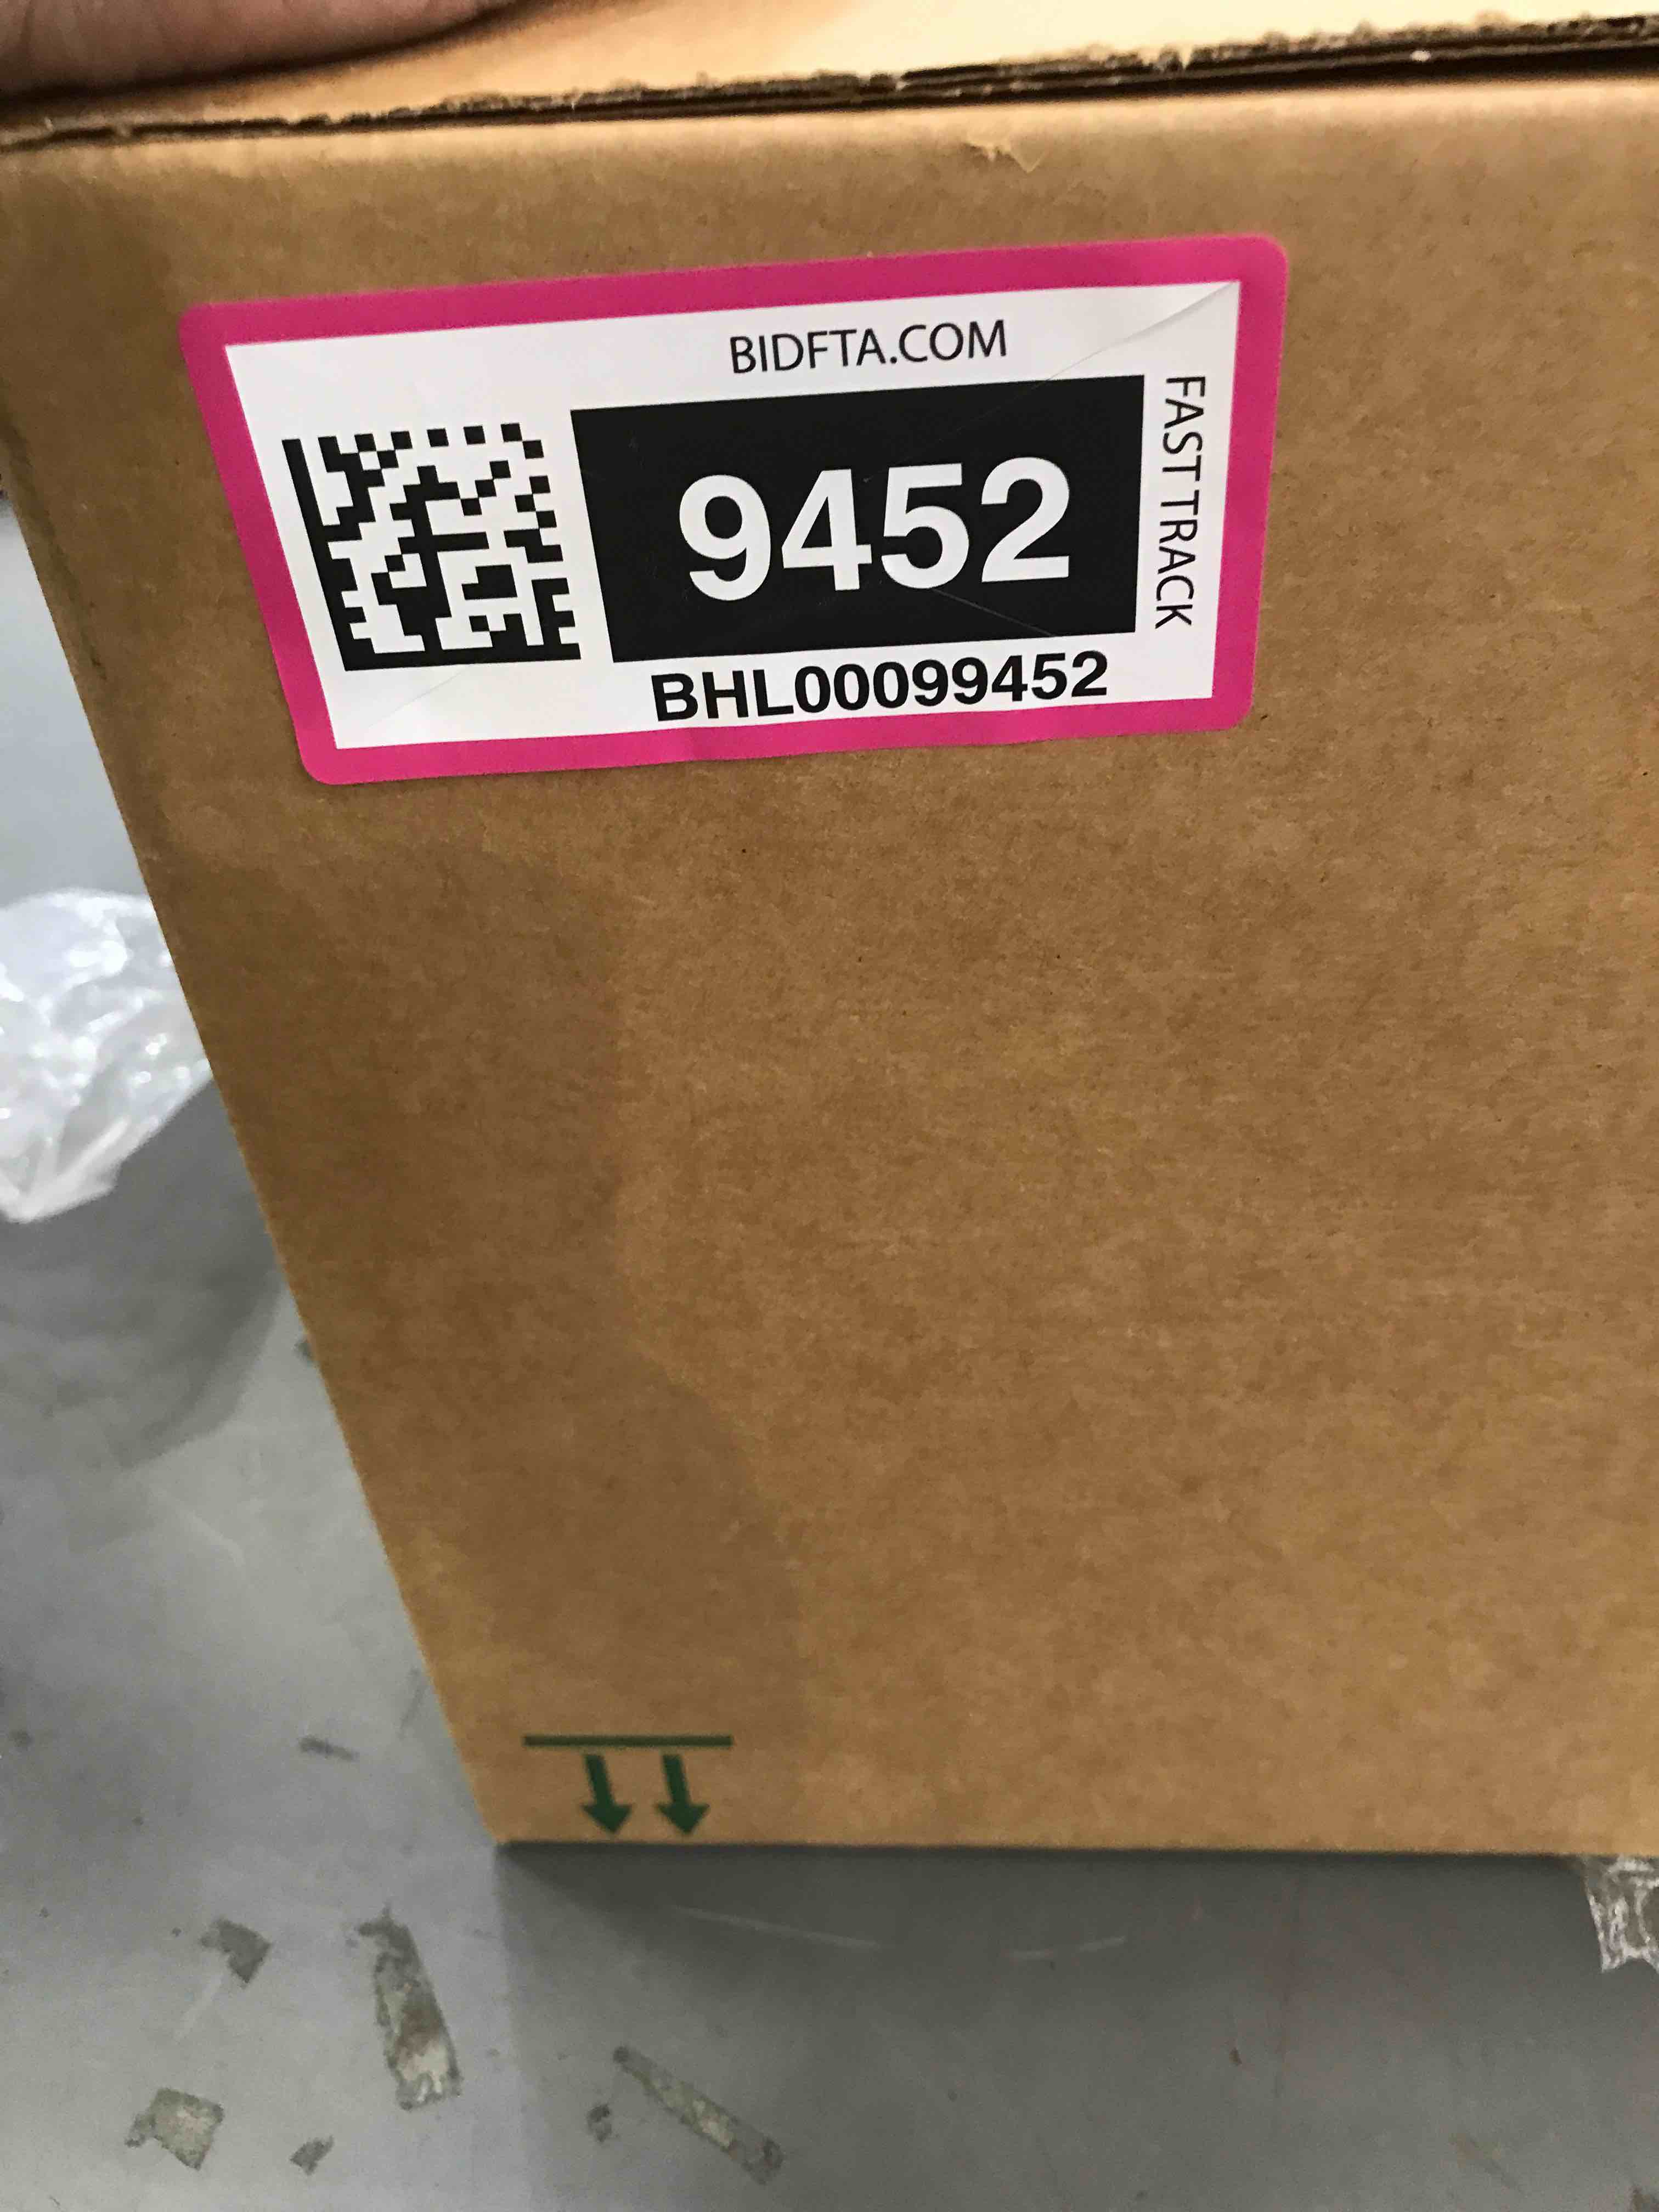 BIDFTA.COM
9452
FAST TRACK
BHL00099452